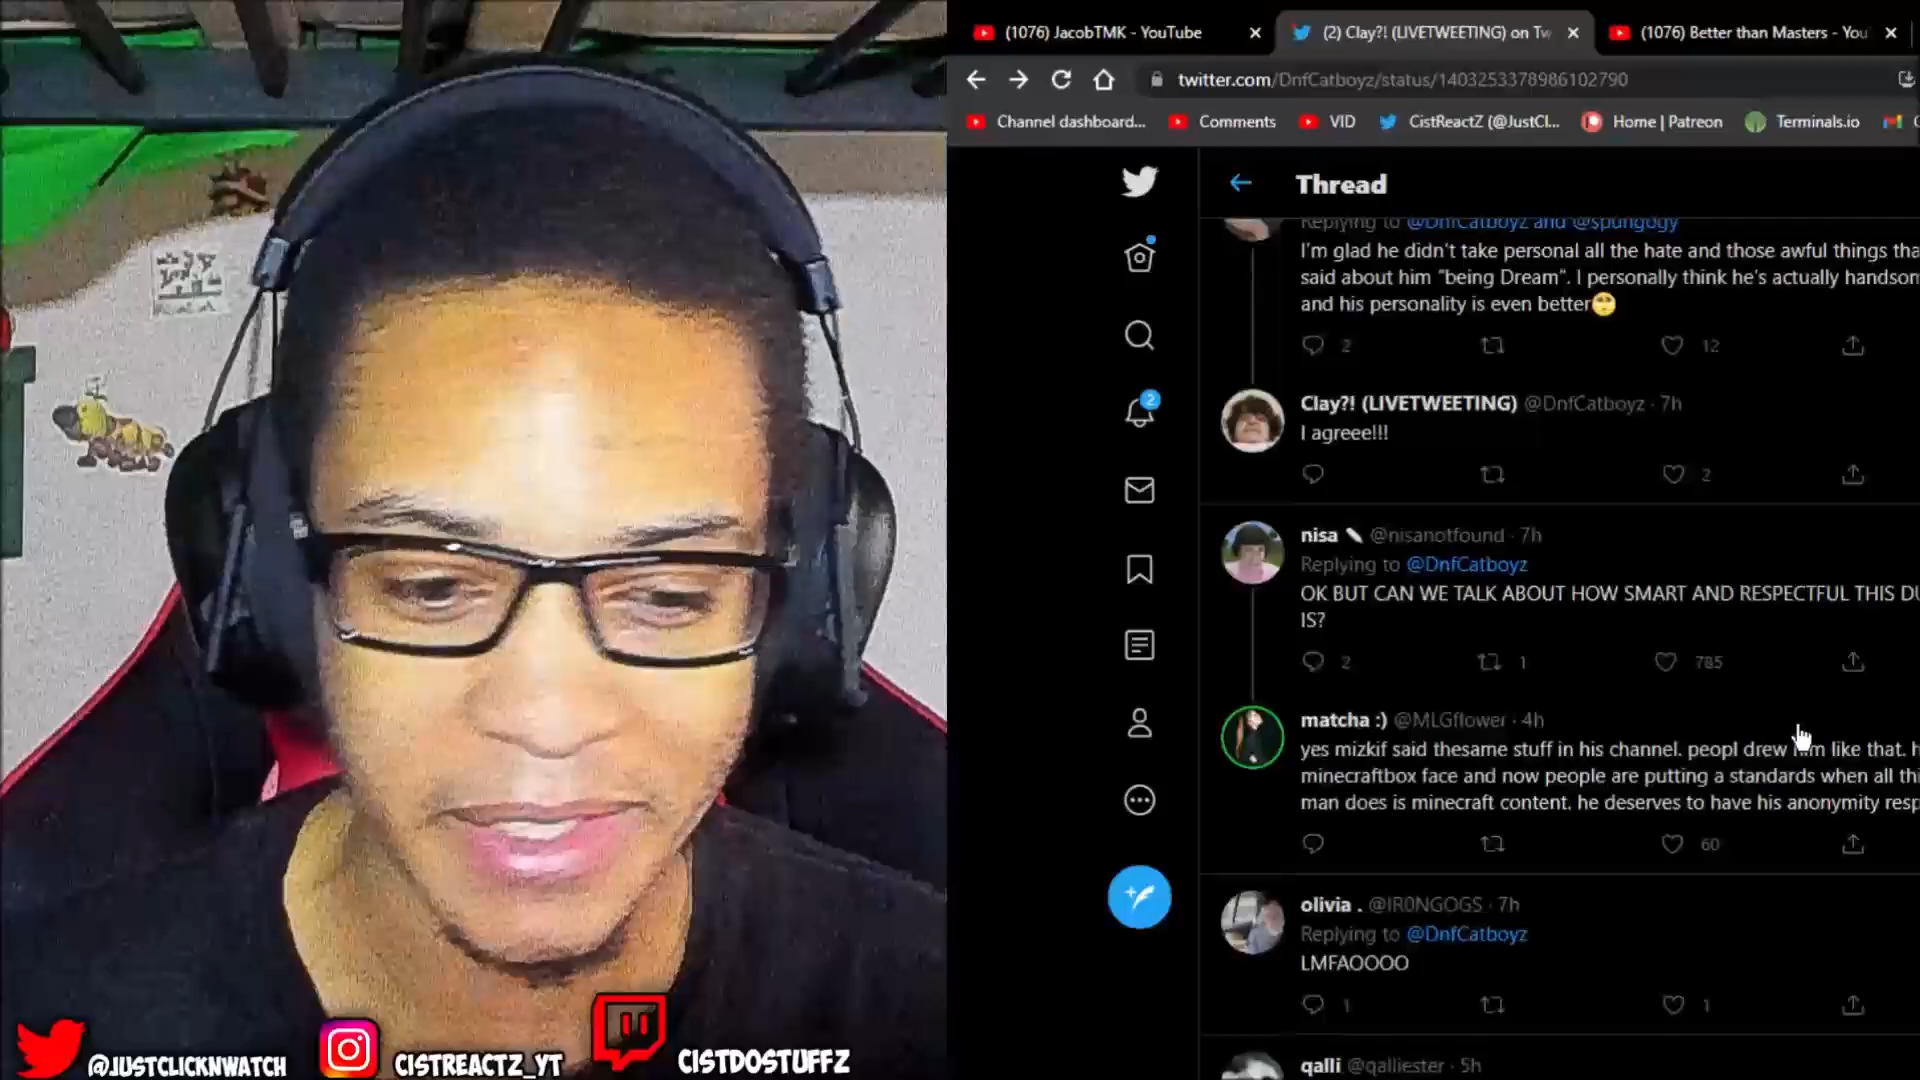 (1076) JacobTMK - YouTube
(2) Clay?! (LIVETWEETING) on Tw
(1076) Better than Masters - You
twitter.com/DnfCatboyz/status/1403253378986102790
Channel dashboard...
Comments
VID
CistReactZ (@JustCl...
Home | Patreon
Terminals.io
Thread
Replying to @DnfCatboyz and @spungogy
I'm glad he didn't take personal all the hate and those awful things tha
said about him "being Dream". I personally think he's actually handsom
and his personality is even better
2
12
Clay?! (LIVETWEETING) @DnfCatboyz · 7h
I agreee!!!
2
2
nisa @nisanotfound · 7h
Replying to @DnfCatboyz
OK BUT CAN WE TALK ABOUT HOW SMART AND RESPECTFUL THIS DU
IS?
2
1
785
matcha :) @MLGflower · 4h
yes mizkif said thesame stuff in his channel. peopl drew him like that. h
minecraftbox face and now people are putting a standards when all thi
man does is minecraft content. he deserves to have his anonymity resp
60
olivia . @IR0NGOGS · 7h
Replying to @DnfCatboyz
LMFAOOOO
1
1
qalli @qalliester · 5h
@JUSTCLICKNWATCH
CISTREACTZ_YT
CISTDOSTUFFZ